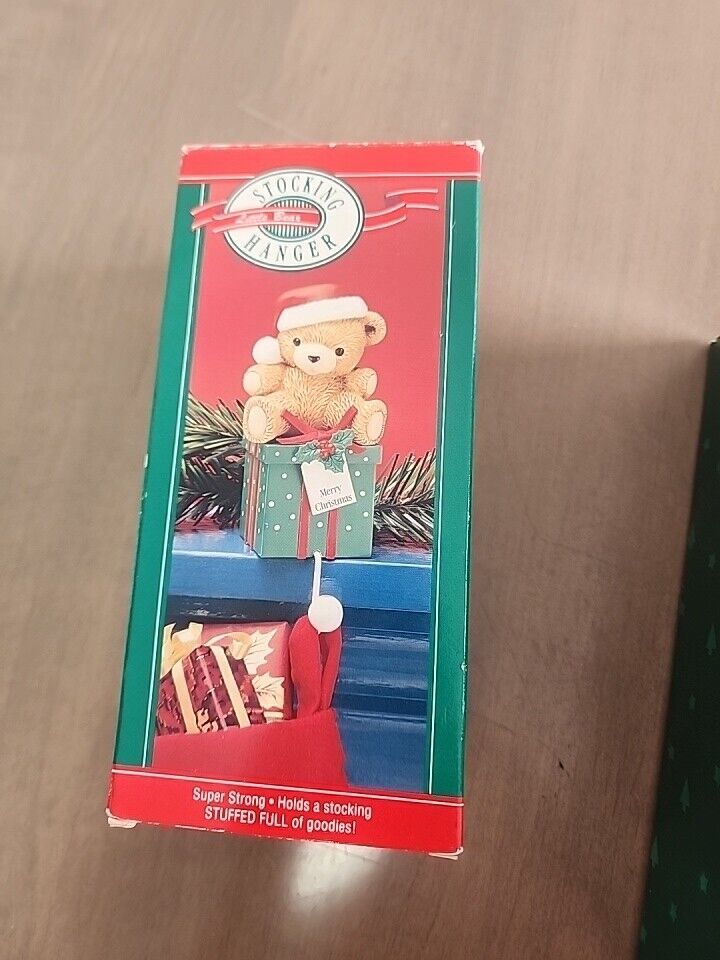 STOCKING
Little Bear
HANGER
Merry
Christmas
Super Strong • Holds a stocking
STUFFED FULL of goodies!